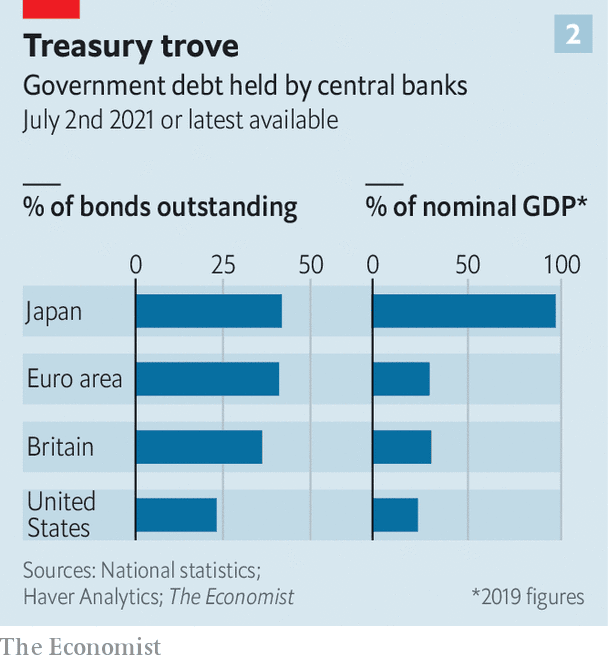 2
Treasury trove
Government debt held by central banks
July 2nd 2021 or latest available
% of bonds outstanding
% of nominal GDP*
0 25 50
0 50 100
Japan
Euro area
Britain
United
States
Sources: National statistics;
Haver Analytics; The Economist
*2019 figures
The Economist